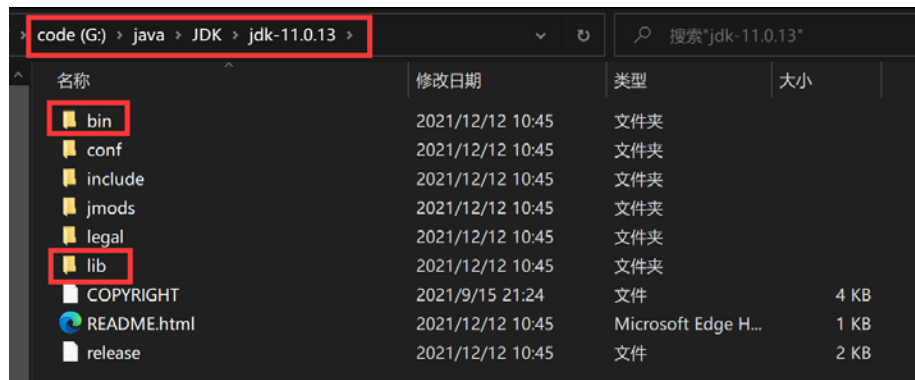 code (G:) › java › JDK › jdk-11.0.13 › 搜索"jdk-11.0.13"
名称 修改日期 类型 大小
bin 2021/12/12 10:45 文件夹
conf 2021/12/12 10:45 文件夹
include 2021/12/12 10:45 文件夹
jmods 2021/12/12 10:45 文件夹
legal 2021/12/12 10:45 文件夹
lib 2021/12/12 10:45 文件夹
COPYRIGHT 2021/9/15 21:24 文件 4 KB
README.html 2021/12/12 10:45 Microsoft Edge H... 1 KB
release 2021/12/12 10:45 文件 2 KB